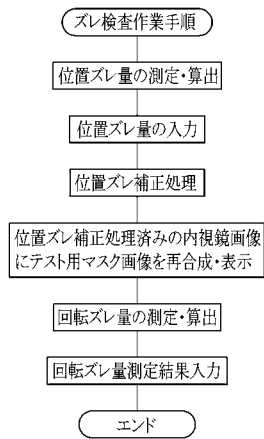 ズレ検査作業手順
位置ズレ量の測定・算出
位置ズレ量の入力
位置ズレ補正処理
位置ズレ補正処理済みの内視鏡画像
にテスト用マスク画像を再合成・表示
回転ズレ量の測定・算出
回転ズレ量測定結果入力
エンド